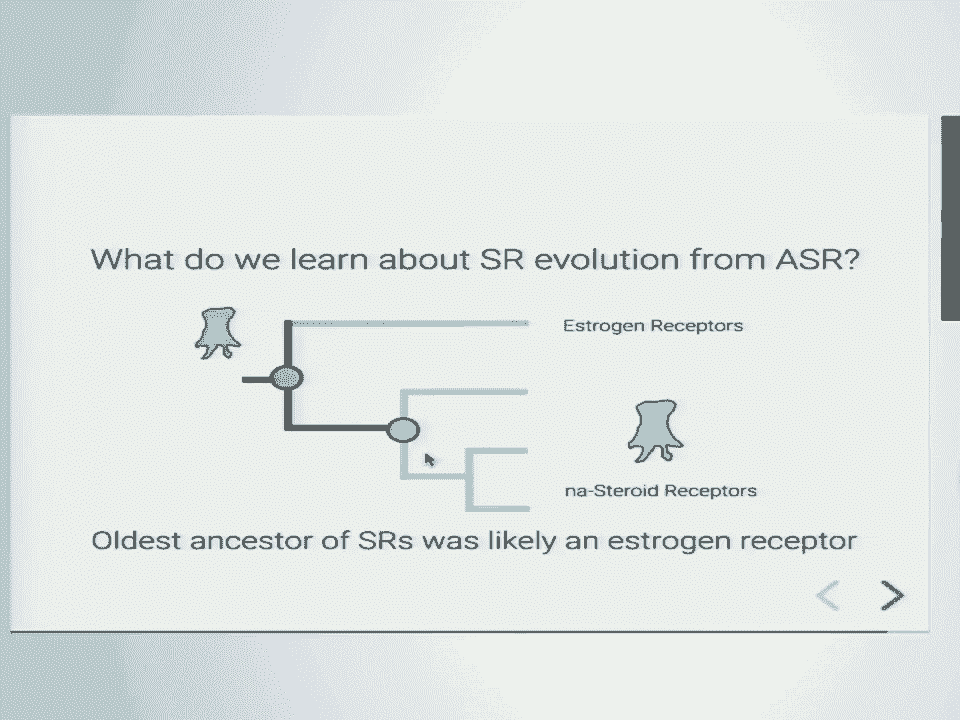 What do we learn about SR evolution from ASR?
Estrogen Receptors
na-Steroid Receptors
Oldest ancestor of SRs was likely an estrogen receptor